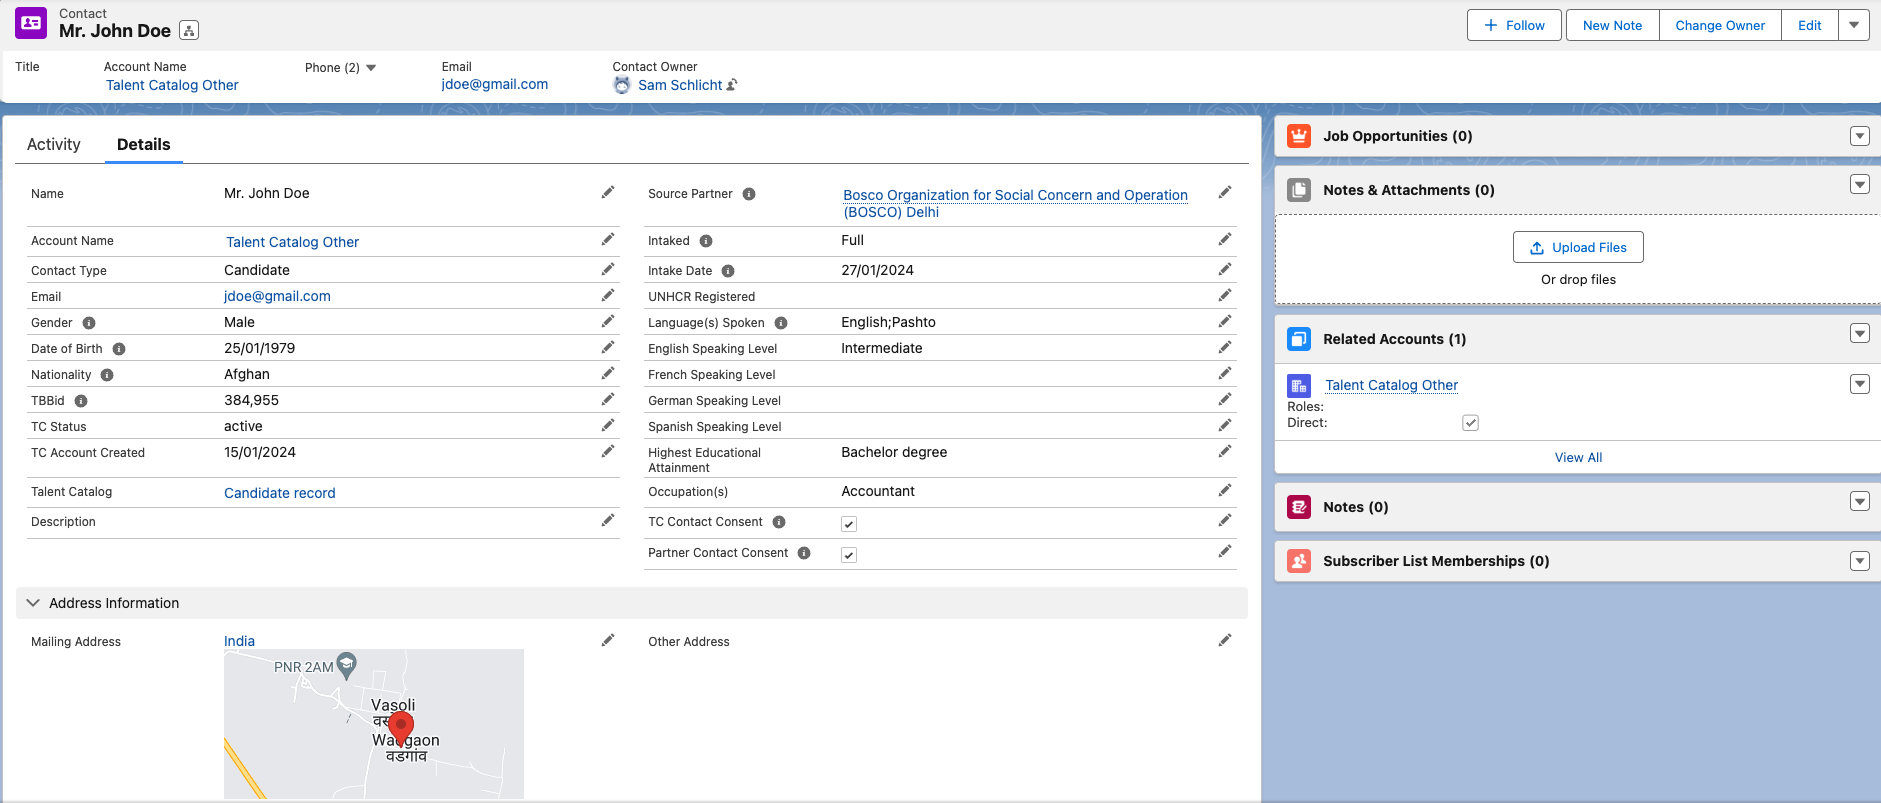 Contact
Mr. John Doe
Follow
New Note
Change Owner
Edit
Title
Account Name
Phone (2)
Email
Contact Owner
Talent Catalog Other
jdoe@gmail.com
Sam Schlicht
Activity
Details
Name
Mr. John Doe
Account Name
Talent Catalog Other
Contact Type
Candidate
Email
jdoe@gmail.com
Gender
Male
Date of Birth
25/01/1979
Nationality
Afghan
TBBid
384,955
TC Status
active
TC Account Created
15/01/2024
Talent Catalog
Candidate record
Description
Source Partner
Bosco Organization for Social Concern and Operation
(BOSCO) Delhi
Intaked
Full
Intake Date
27/01/2024
UNHCR Registered
Language(s) Spoken
English;Pashto
English Speaking Level
Intermediate
French Speaking Level
German Speaking Level
Spanish Speaking Level
Highest Educational
Attainment
Bachelor degree
Occupation(s)
Accountant
TC Contact Consent
Partner Contact Consent
Address Information
Mailing Address
India
PNR 2AM
Vasoli
Wadgaon
वडगांव
Other Address
Job Opportunities (0)
Notes & Attachments (0)
Upload Files
Or drop files
Related Accounts (1)
Talent Catalog Other
Roles:
Direct:
View All
Notes (0)
Subscriber List Memberships (0)